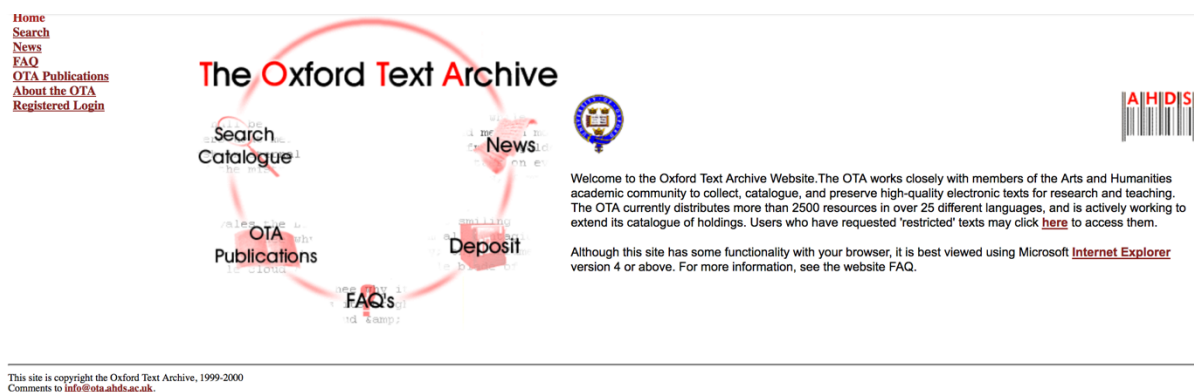 Home
Search
News
FAQ
OTA Publications
About the OTA
Registered Login
The Oxford Text Archive
Search
Catalogue
News
OTA
Publications
Deposit
FAQ's
AHDS
Welcome to the Oxford Text Archive Website.The OTA works closely with members of the Arts and Humanities
academic community to collect, catalogue, and preserve high-quality electronic texts for research and teaching.
The OTA currently distributes more than 2500 resources in over 25 different languages, and is actively working to
extend its catalogue of holdings. Users who have requested 'restricted' texts may click here to access them.
Although this site has some functionality with your browser, it is best viewed using Microsoft Internet Explorer
version 4 or above. For more information, see the website FAQ.
This site is copyright the Oxford Text Archive, 1999-2000
Comments to info@ota.ahds.ac.uk.